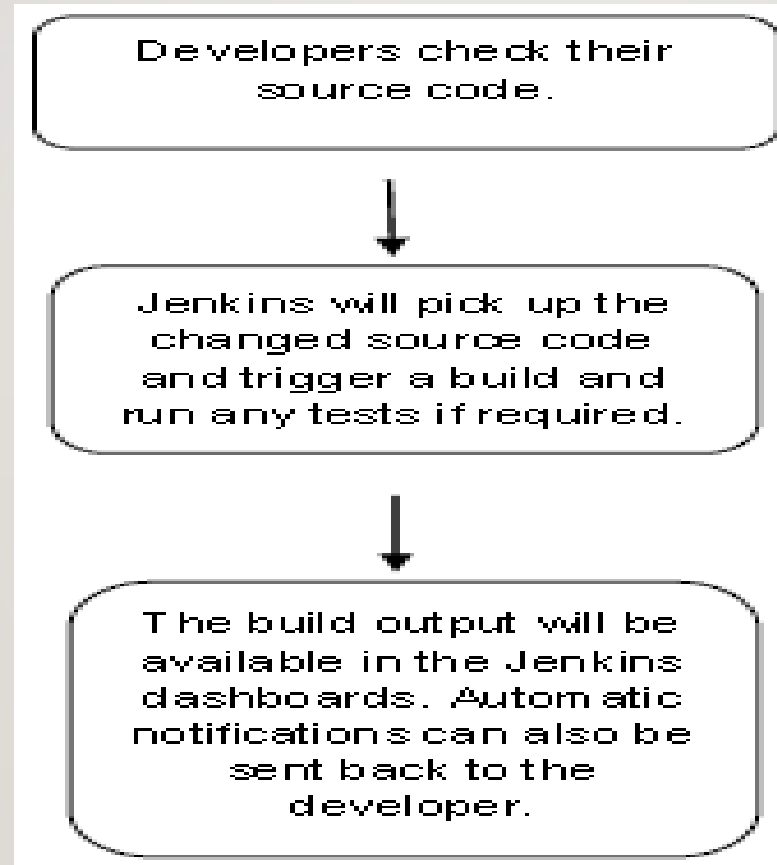 Developers check their
source code.
Jenkins will pick up the
changed source code
and trigger a build and
run any tests if required.
The build output will be
available in the Jenkins
dashboards. Automatic
notifications can also be
sent back to the
developer.